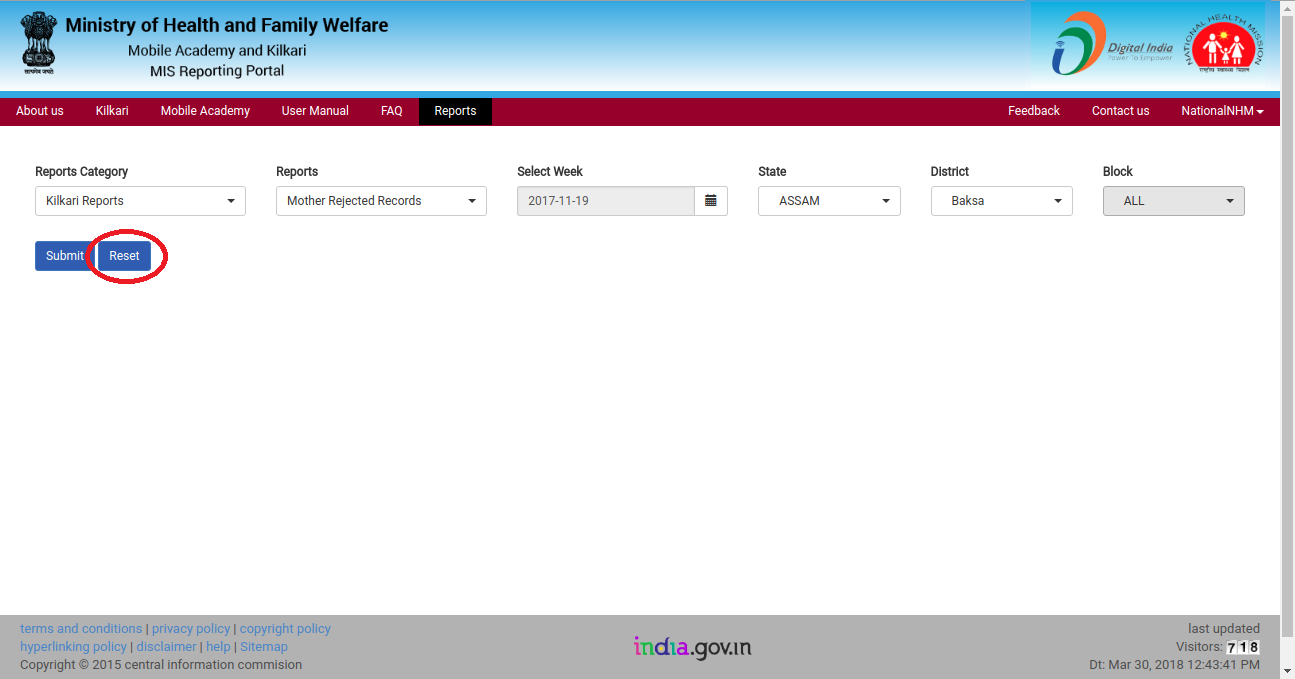 Ministry of Health and Family Welfare
Mobile Academy and Kilkari
MIS Reporting Portal
सत्यमेव जयते
Digital India
Power To Empower
NATIONAL HEALTH MISSION
राष्ट्रीय स्वास्थ्य मिशन
About us Kilkari Mobile Academy User Manual FAQ Reports Feedback Contact us NationalNHM
Reports Category Reports Select Week State District Block
Kilkari Reports Mother Rejected Records 2017-11-19 ASSAM Baksa ALL
Submit Reset
terms and conditions | privacy policy | copyright policy
hyperlinking policy | disclaimer | help | Sitemap
Copyright © 2015 central information commision
india.gov.in
last updated
Visitors: 718
Dt: Mar 30, 2018 12:43:41 PM